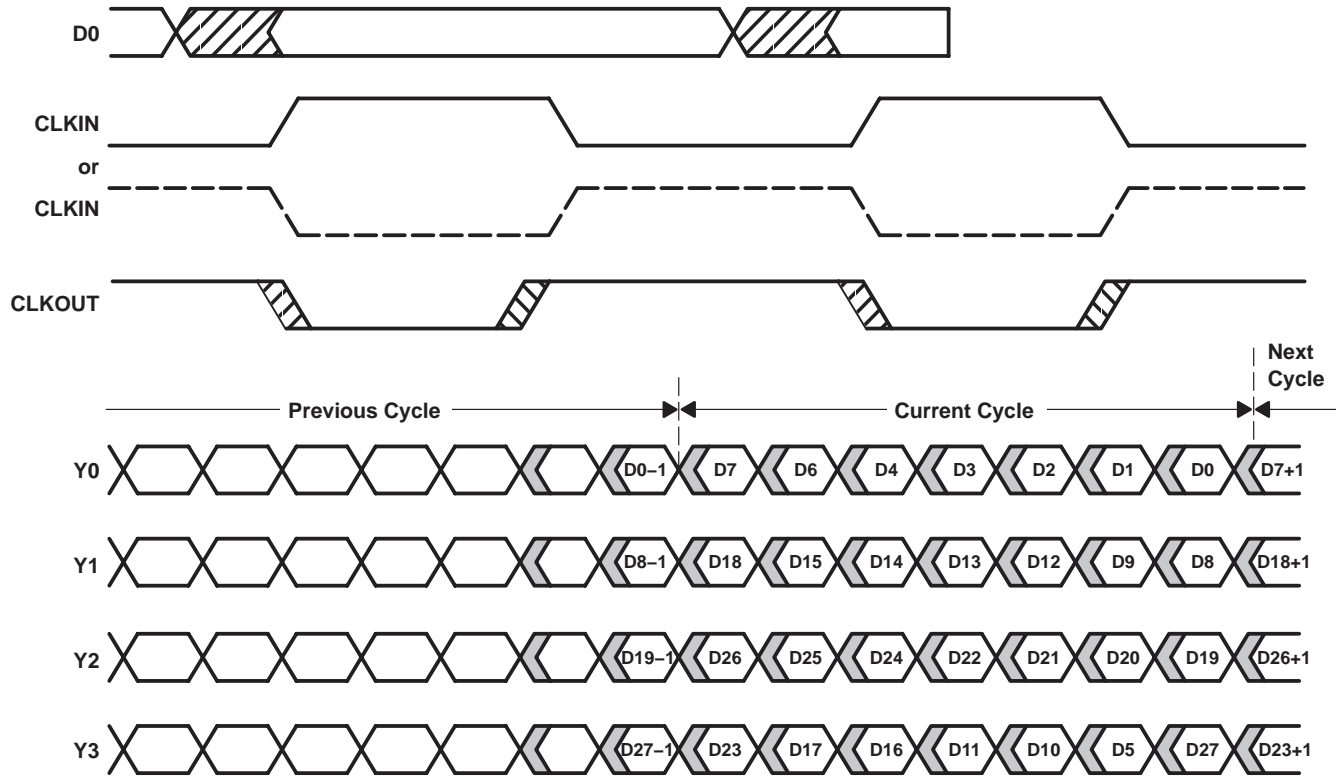 D0
CLKIN
or
CLKIN
CLKOUT
Next
Cycle
Previous Cycle
Current Cycle
Y0 D0–1 D7 D6 D4 D3 D2 D1 D0 D7+1
Y1 D8–1 D18 D15 D14 D13 D12 D9 D8 D18+1
Y2 D19–1 D26 D25 D24 D22 D21 D20 D19 D26+1
Y3 D27–1 D23 D17 D16 D11 D10 D5 D27 D23+1